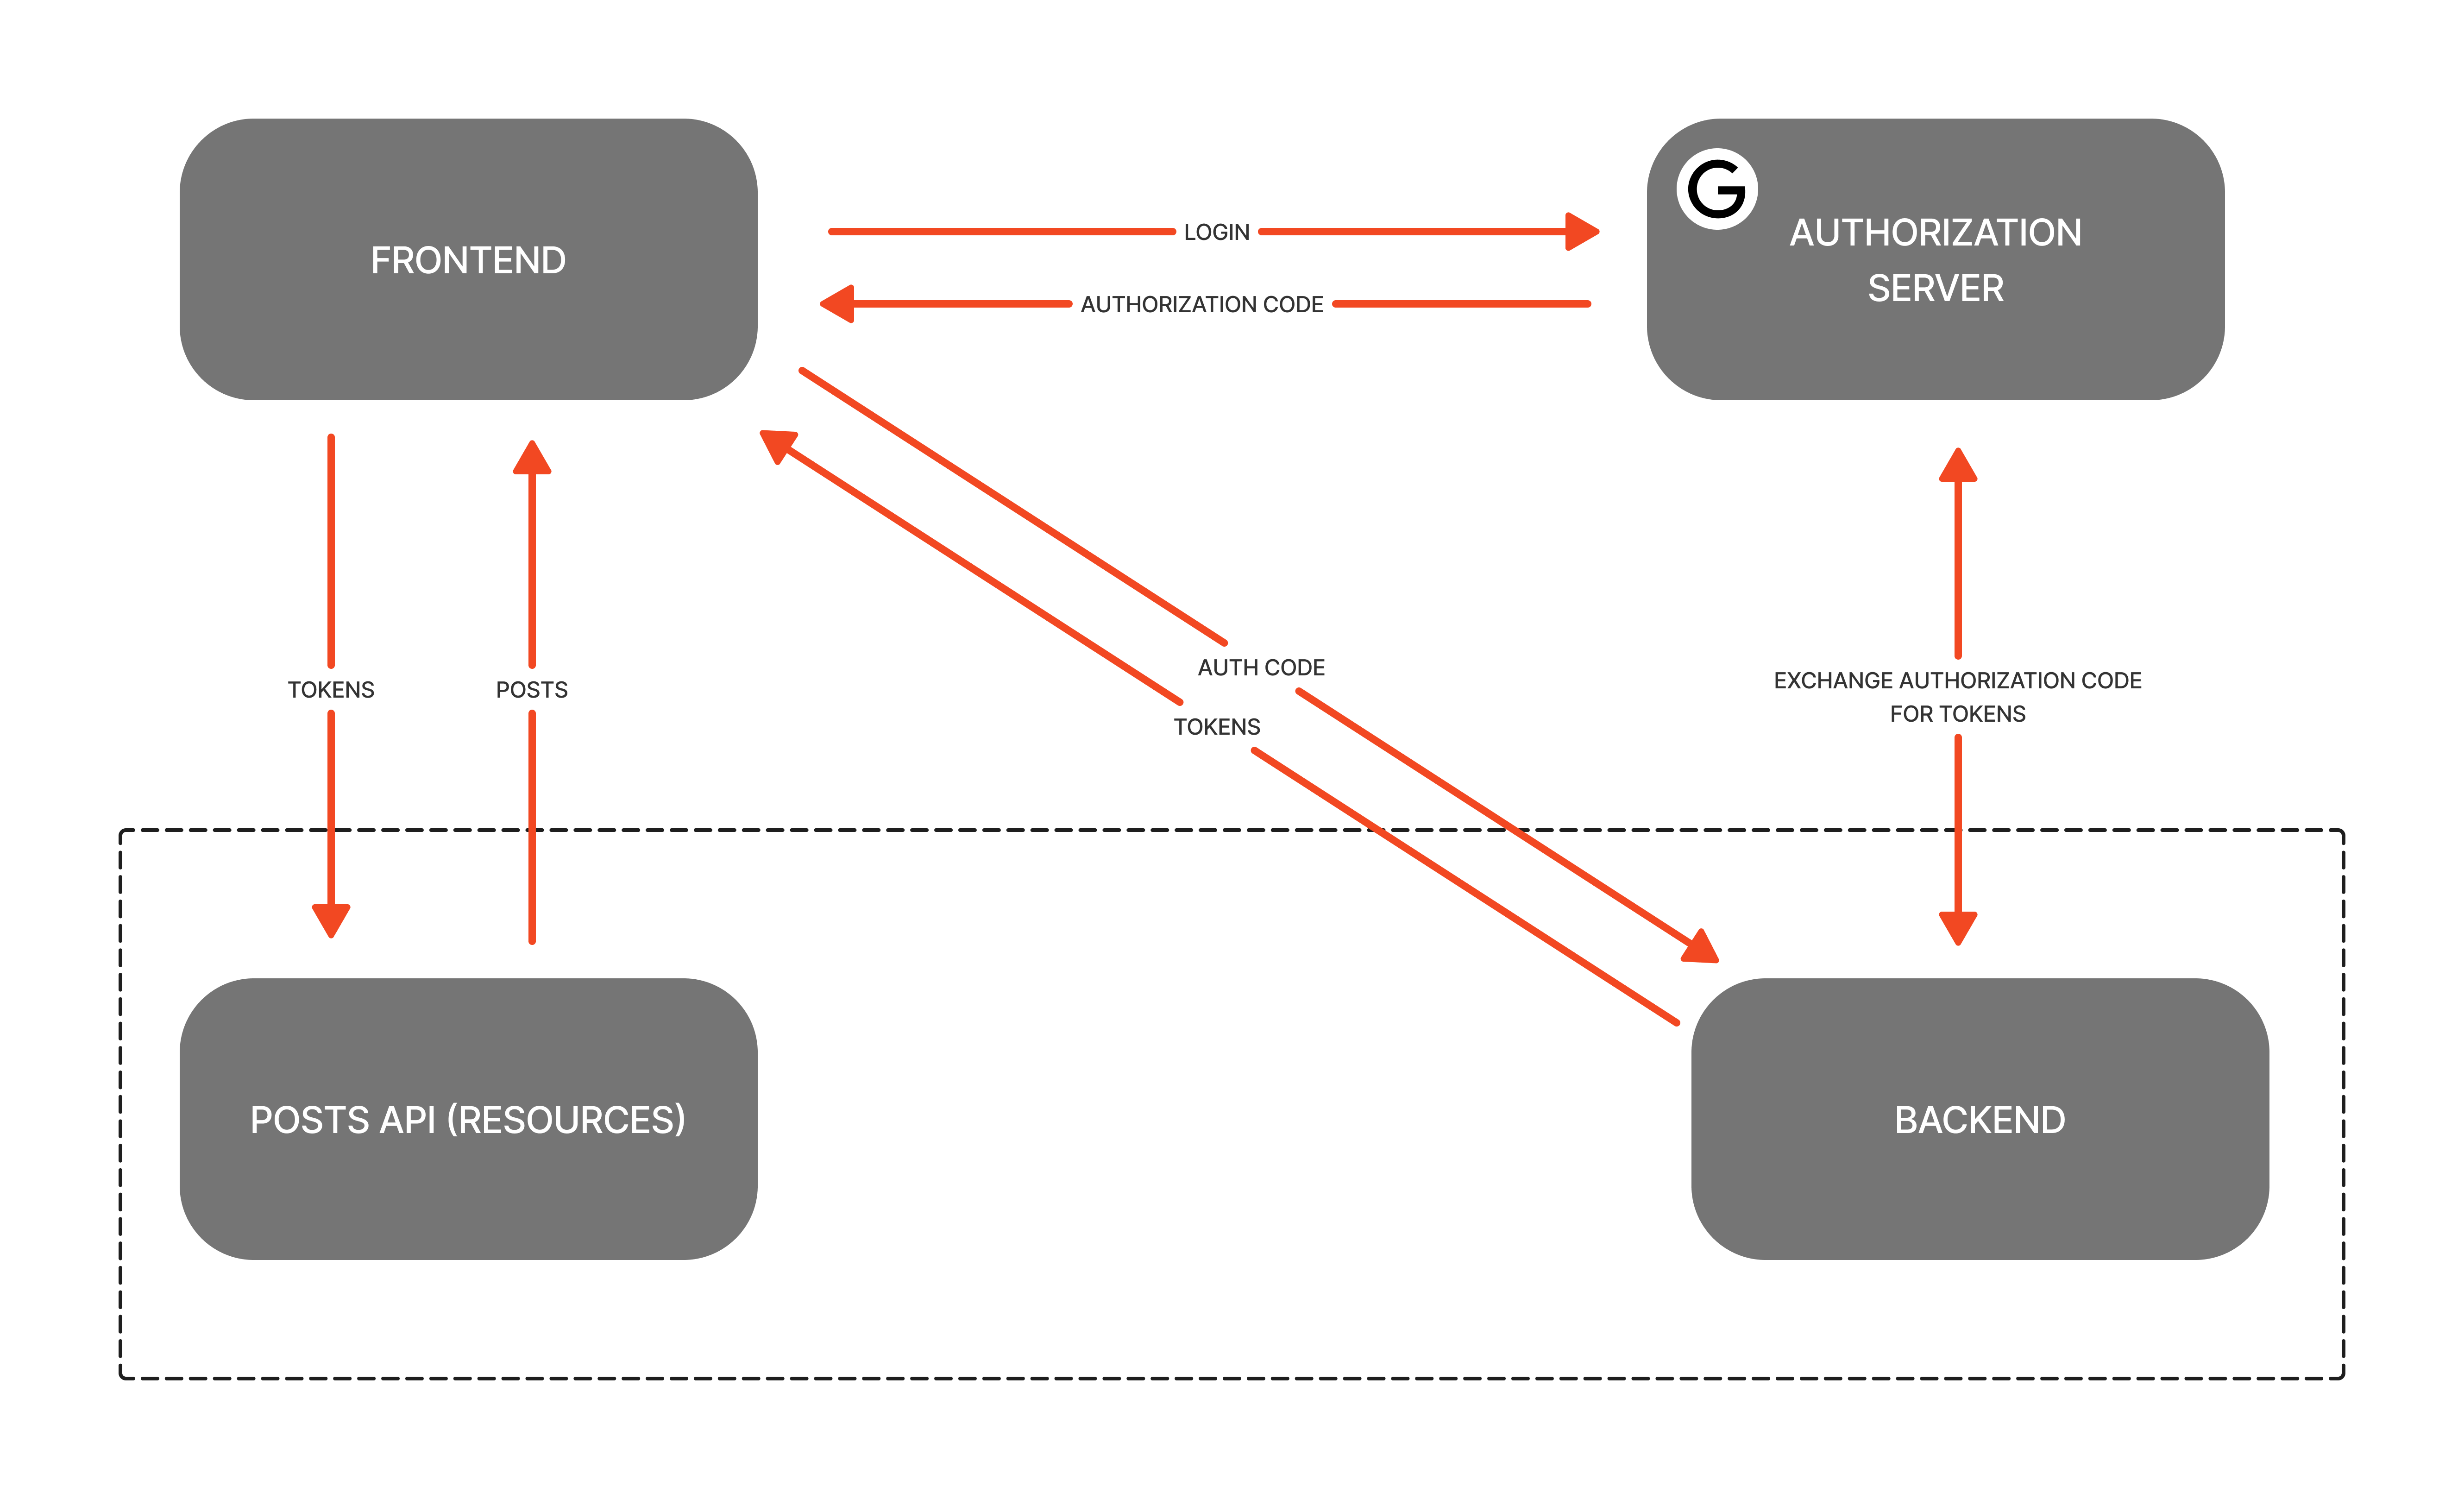 FRONTEND
G
AUTHORIZATION
SERVER
LOGIN
AUTHORIZATION CODE
TOKENS
POSTS
AUTH CODE
TOKENS
EXCHANGE AUTHORIZATION CODE
FOR TOKENS
POSTS API (RESOURCES)
BACKEND